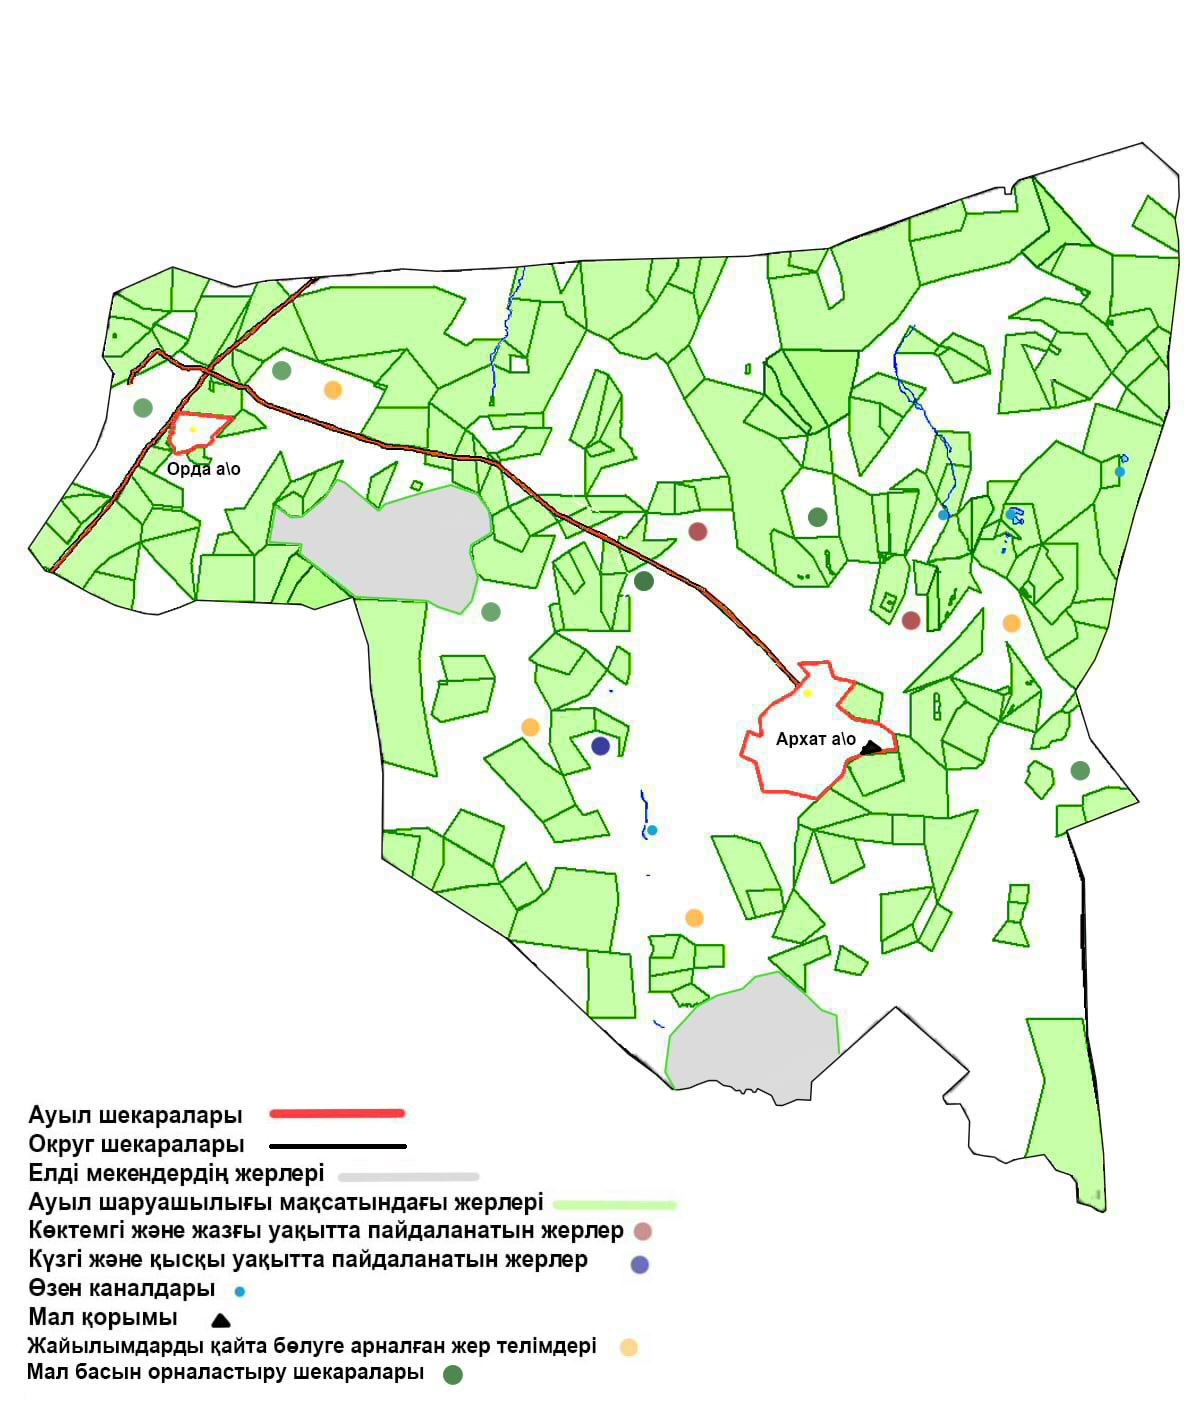 Орда а\о
Архат а\о
Ауыл шекаралары
Округ шекаралары
Елді мекендердің жерлері
Ауыл шаруашылығы мақсатындағы жерлері
Көктемгі және жазғы уақытта пайдаланатын жерлер
Күзгі және қысқы уақытта пайдаланатын жерлер
Өзен каналдары
Мал қорымы
Жайылымдарды қайта бөлуге арналған жер телімдері
Мал басын орналастыру шекаралары